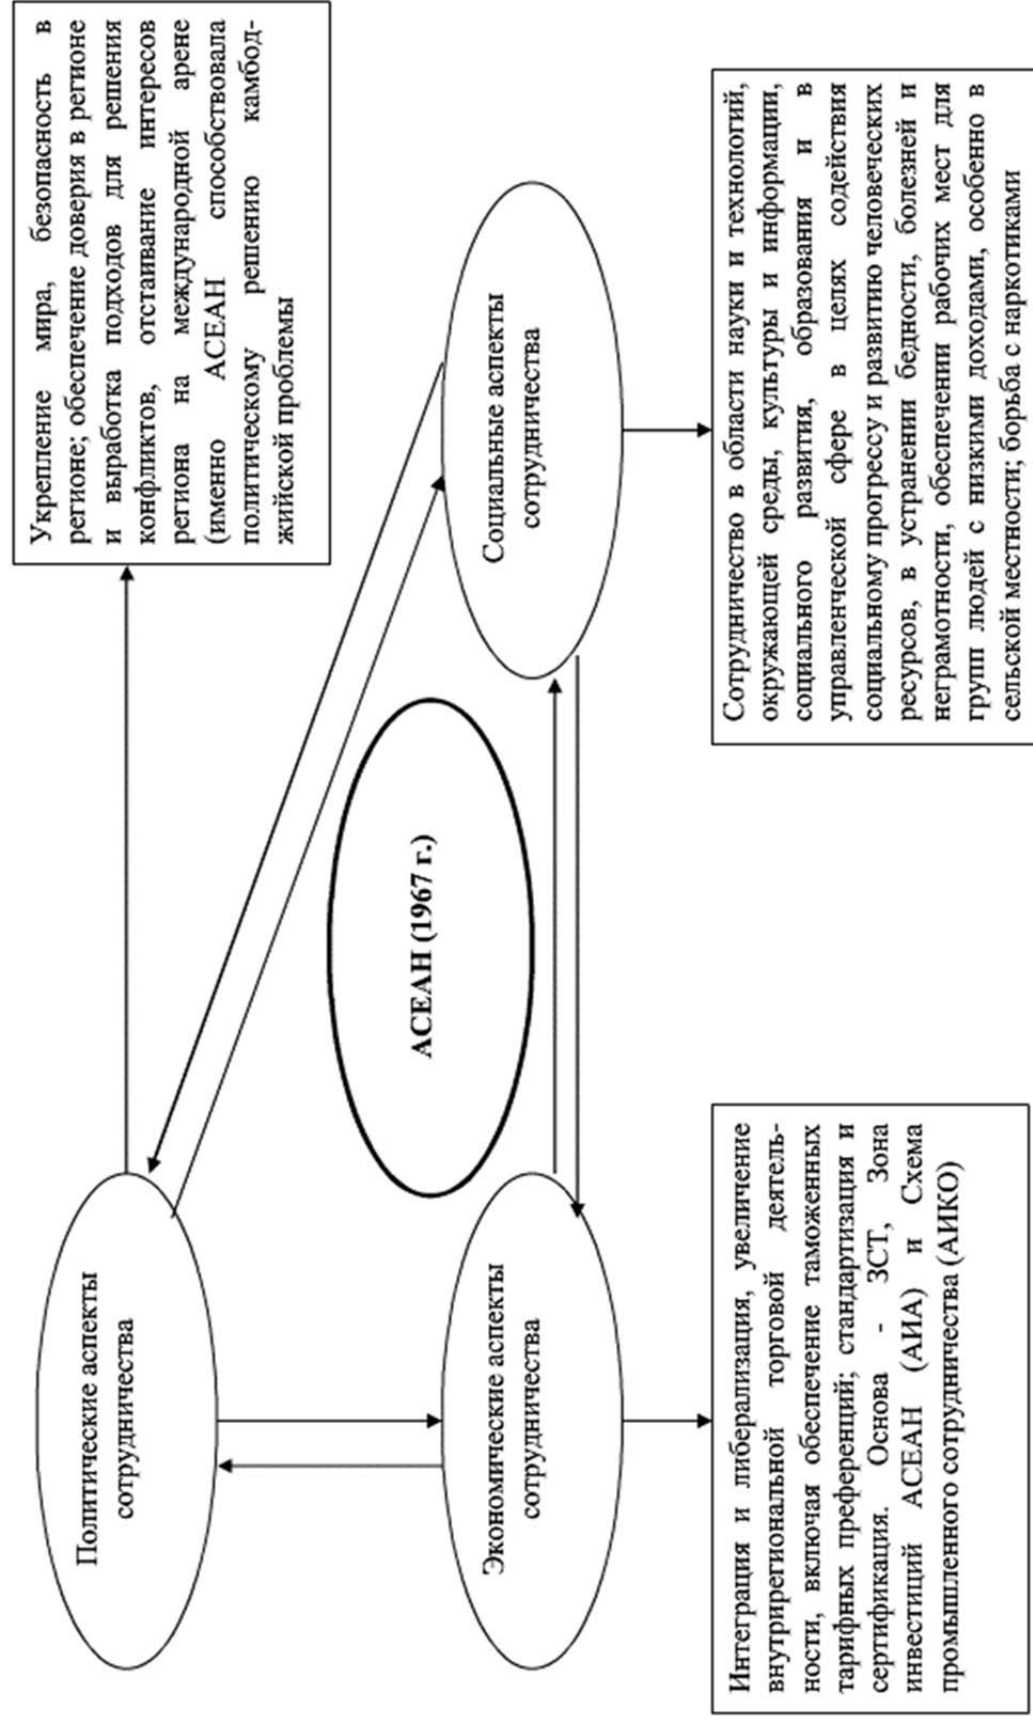 Политические аспекты
сотрудничества
Укрепление мира, безопасность в
регионе; обеспечение доверия в регионе
и выработка подходов для решения
конфликтов, отстаивание интересов
региона на международной арене
(именно АСЕАН способствовала
политическому решению камбод-
жийской проблемы
АСЕАН (1967 г.)
Экономические аспекты
сотрудничества
Социальные аспекты
сотрудничества
Интеграция и либерализация, увеличение
внутрирегиональной торговой деятель-
ности, включая обеспечение таможенных
тарифных преференций; стандартизация и
сертификация. Основа - ЗСТ, Зона
инвестиций АСЕАН (АИА) и Схема
промышленного сотрудничества (АИКО)
Сотрудничество в области науки и технологий,
окружающей среды, культуры и информации,
социального развития, образования и в
управленческой сфере в целях содействия
социальному прогрессу и развитию человеческих
ресурсов, в устранении бедности, болезней и
неграмотности, обеспечении рабочих мест для
групп людей с низкими доходами, особенно в
сельской местности; борьба с наркотиками